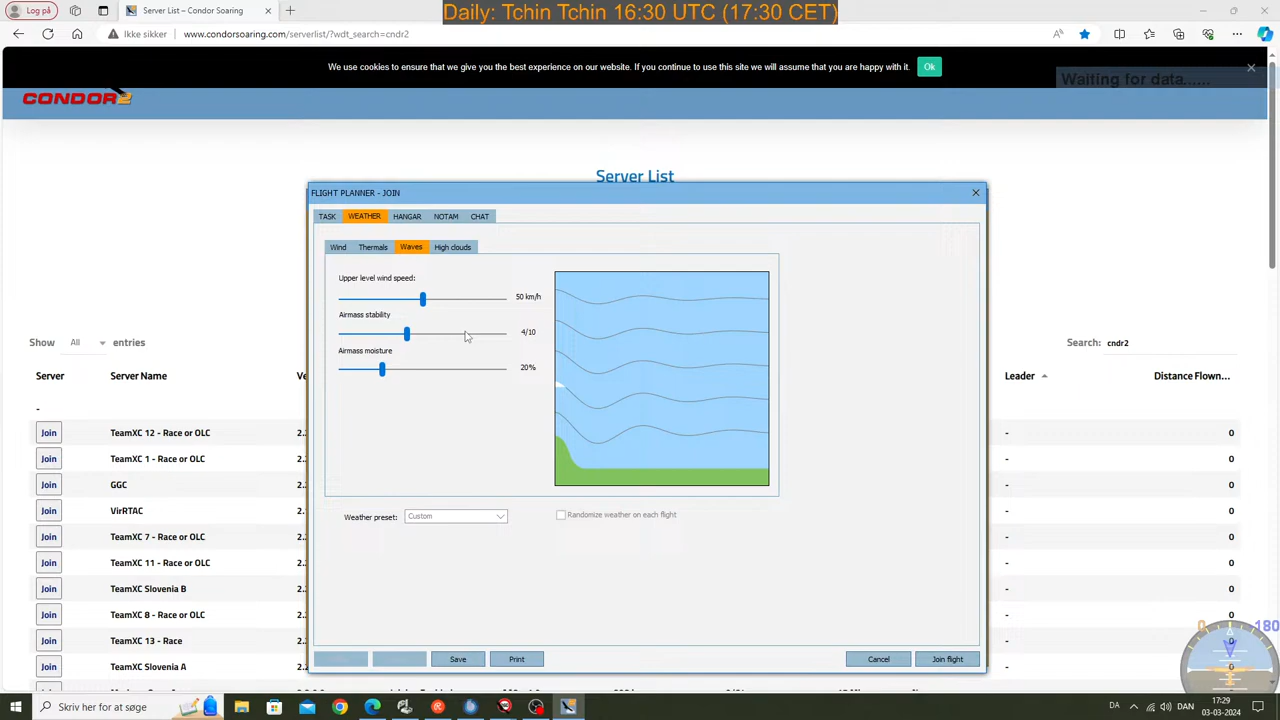 Log på
Server List – Condor Soaring
Daily: Tchin Tchin 16:30 UTC (17:30 CET)
Ikke sikker
www.condorsoaring.com/serverlist/?wdt_search=cndr2
We use cookies to ensure that we give you the best experience on our website. If you continue to use this site we will assume that you are happy with it.
Ok
Waiting for data......
CONDOR2
Server List
FLIGHT PLANNER - JOIN
TASK
WEATHER
HANGAR
NOTAM
CHAT
Wind
Thermals
Waves
High clouds
Upper level wind speed:
50 km/h
Airmass stability
4/10
Airmass moisture
20%
Weather preset:
Custom
Randomize weather on each flight
Save
Print
Cancel
Join flight
Show
All
entries
Search:
cndr2
Server
Server Name
Leader
Distance Flown...
-
Join TeamXC 12 - Race or OLC - 0
Join TeamXC 1 - Race or OLC - 0
Join GGC - 0
Join VirRTAC - 0
Join TeamXC 7 - Race or OLC - 0
Join TeamXC 11 - Race or OLC - 0
Join TeamXC Slovenia B - 0
Join TeamXC 8 - Race or OLC - 0
Join TeamXC 13 - Race - 0
Join TeamXC Slovenia A - 0
0
-180
Skriv her for at søge
DA
DAN
17:29
03-03-2024